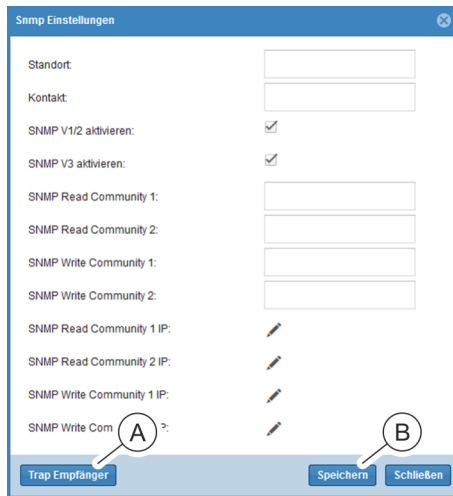 Snmp Einstellungen
Standort:
Kontakt:
SNMP V1/2 aktivieren:
SNMP V3 aktivieren:
SNMP Read Community 1:
SNMP Read Community 2:
SNMP Write Community 1:
SNMP Write Community 2:
SNMP Read Community 1 IP:
SNMP Read Community 2 IP:
SNMP Write Community 1 IP:
SNMP Write Com P:
A B
Trap Empfänger Speichern Schließen